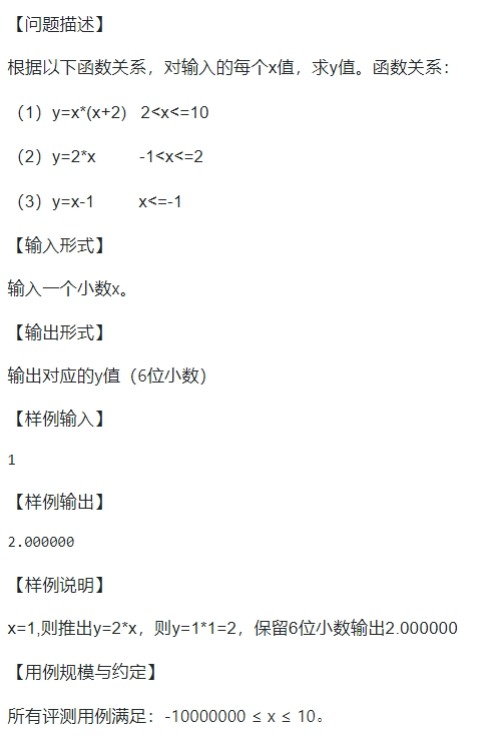 【问题描述】
根据以下函数关系，对输入的每个x值，求y值。函数关系：
（1）y=x*(x+2) 2<x<=10
（2）y=2*x -1<x<=2
（3）y=x-1 x<=-1
【输入形式】
输入一个小数x。
【输出形式】
输出对应的y值（6位小数）
【样例输入】
1
【样例输出】
2.000000
【样例说明】
x=1,则推出y=2*x，则y=1*1=2，保留6位小数输出2.000000
【用例规模与约定】
所有评测用例满足：-10000000 ≤ x ≤ 10。